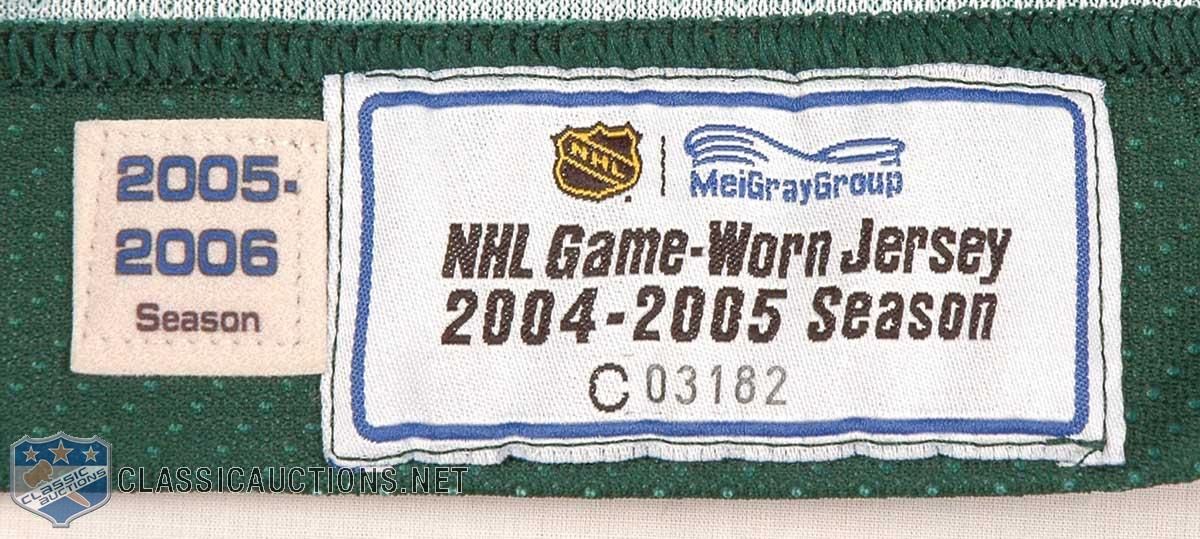 2005-
2006
Season
NHL
MeiGrayGroup
NHL Game-Worn Jersey
2004-2005 Season
C 03182
CLASSIC
AUCTIONS
CLASSICAUCTIONS.NET